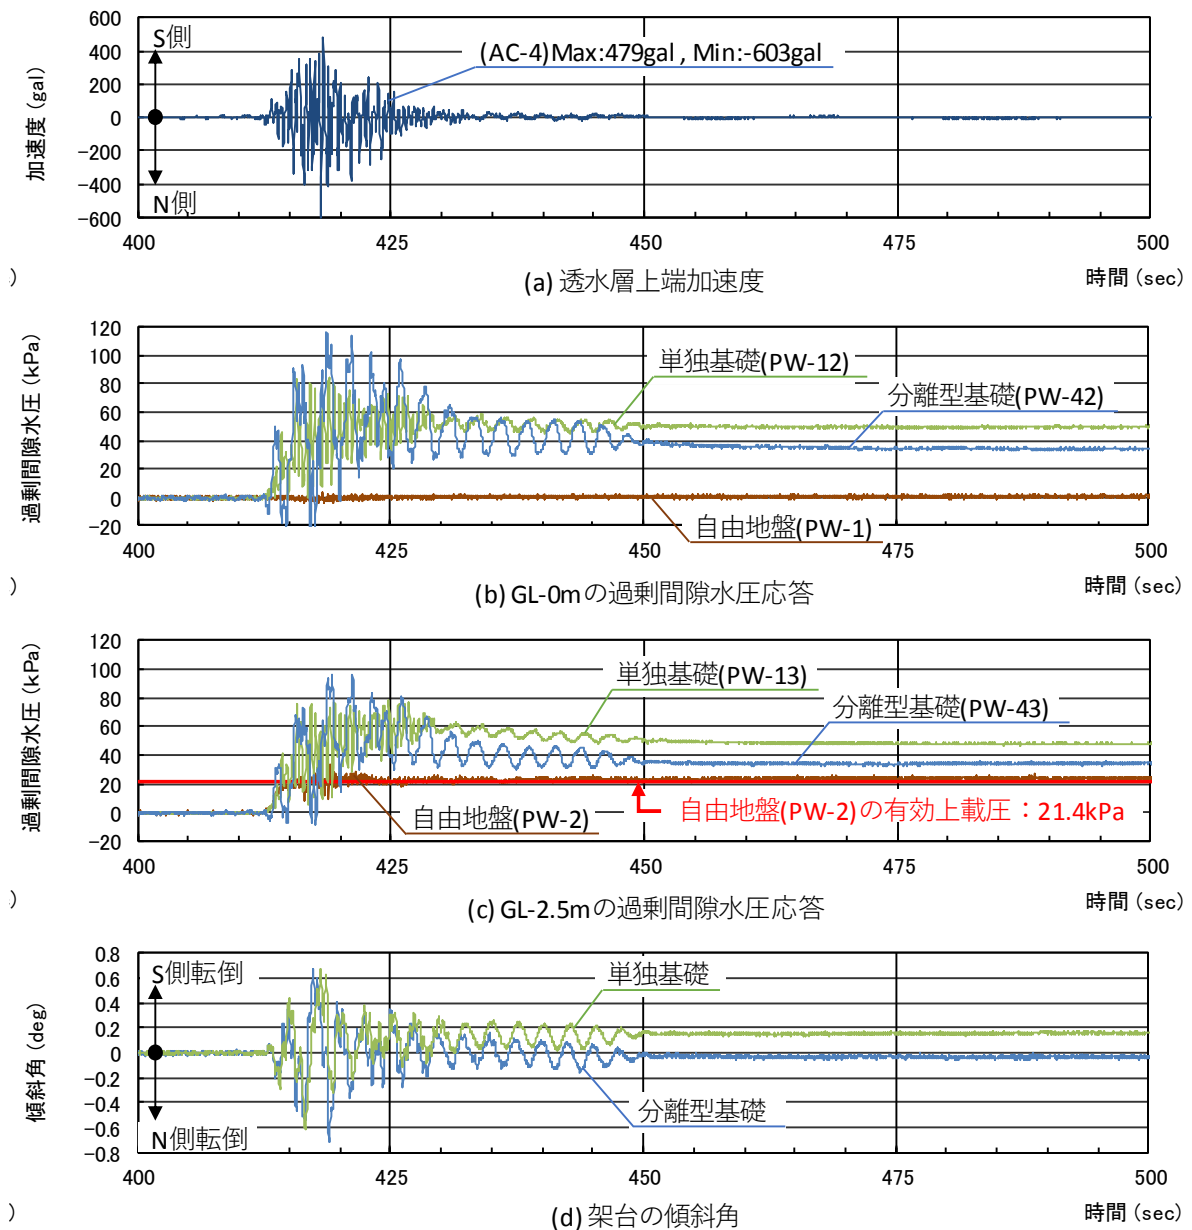 600
400
200
0
−200
−400
−600
加速度 (gal)
S側
N側
(AC-4)Max:479gal , Min:-603gal
400 425 450 475 500
) (a) 透水層上端加速度 時間 (sec)
120
100
80
60
40
20
0
−20
過剰間隙水圧 (kPa)
単独基礎(PW-12)
分離型基礎(PW-42)
自由地盤(PW-1)
400 425 450 475 500
) (b) GL-0mの過剰間隙水圧応答 時間 (sec)
120
100
80
60
40
20
0
−20
過剰間隙水圧 (kPa)
単独基礎(PW-13)
分離型基礎(PW-43)
自由地盤(PW-2)
自由地盤(PW-2)の有効上載圧：21.4kPa
400 425 450 475 500
) (c) GL-2.5mの過剰間隙水圧応答 時間 (sec)
0.8
0.6
0.4
0.2
0
−0.2
−0.4
−0.6
−0.8
傾斜角 (deg)
S側転倒
N側転倒
単独基礎
分離型基礎
400 425 450 475 500
) (d) 架台の傾斜角 時間 (sec)